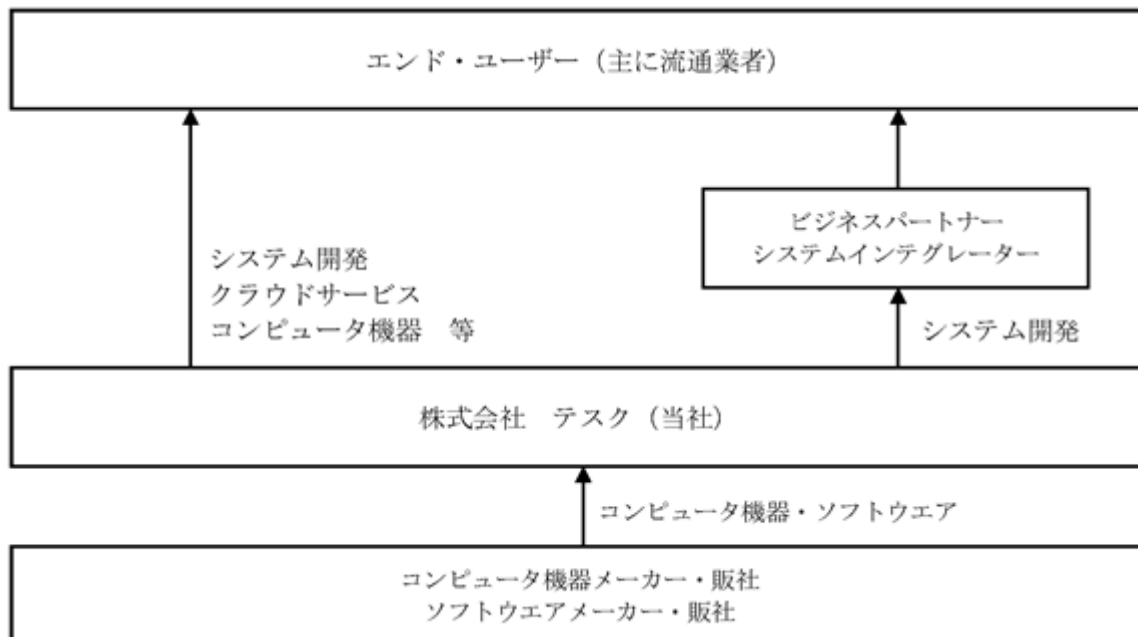 エンド・ユーザー（主に流通業者）
ビジネスパートナー
システムインテグレーター
システム開発
クラウドサービス
コンピュータ機器　等
システム開発
株式会社　テスク（当社）
コンピュータ機器・ソフトウエア
コンピュータ機器メーカー・販社
ソフトウエアメーカー・販社